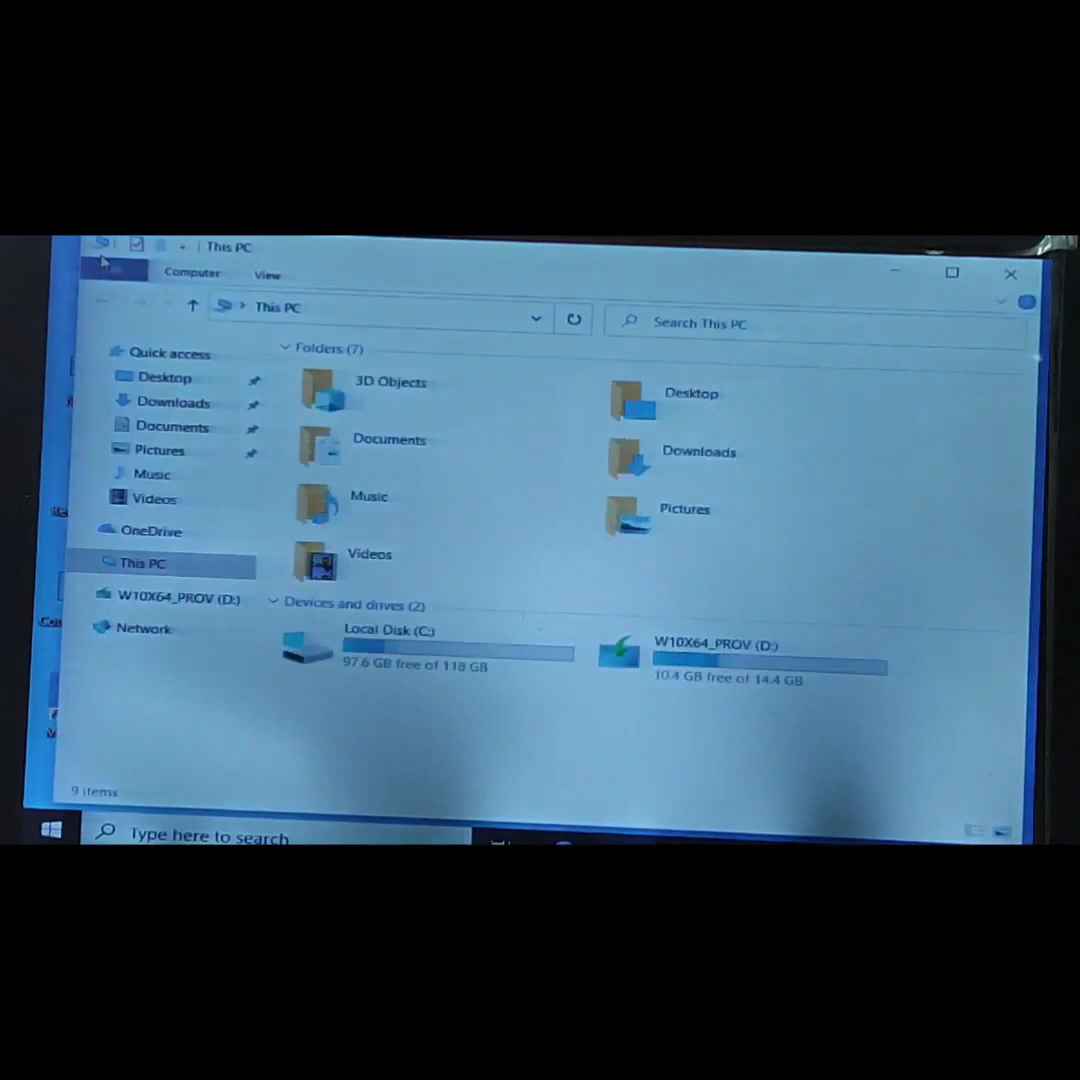 This PC
Computer View
This PC
Search This PC
Quick access
Desktop
Downloads
Documents
Pictures
Music
Videos
OneDrive
This PC
W10X64_PROV (D:)
Network
Folders (7)
3D Objects
Desktop
Documents
Downloads
Music
Pictures
Videos
Devices and drives (2)
Local Disk (C:)
97.6 GB free of 118 GB
W10X64_PROV (D:)
10.4 GB free of 14.4 GB
9 items
Type here to search